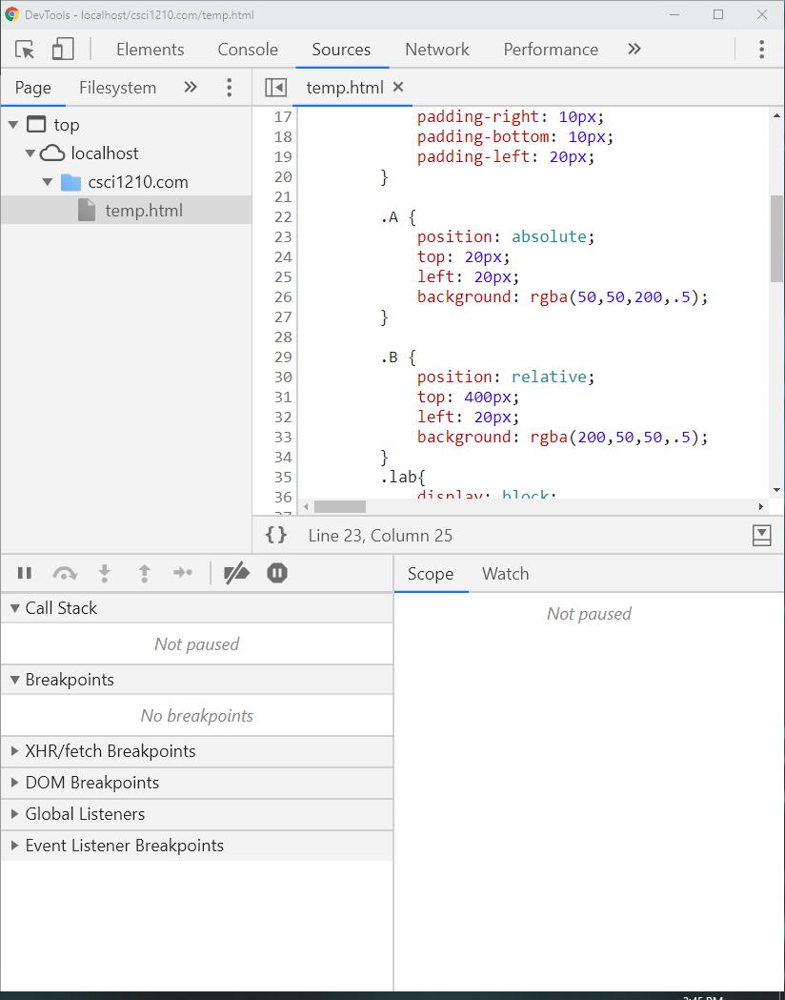 DevTools - localhost/csci1210.com/temp.html
Elements Console Sources Network Performance »
Page Filesystem »
temp.html ×
top
localhost
csci1210.com
temp.html
17 padding-right: 10px;
18 padding-bottom: 10px;
19 padding-left: 20px;
20 }
21
22 .A {
23 position: absolute;
24 top: 20px;
25 left: 20px;
26 background: rgba(50,50,200,.5);
27 }
28
29 .B {
30 position: relative;
31 top: 400px;
32 left: 20px;
33 background: rgba(200,50,50,.5);
34 }
35 .lab{
36 display: block;
37
{} Line 23, Column 25
Scope Watch
Call Stack
Not paused
Not paused
Breakpoints
No breakpoints
XHR/fetch Breakpoints
DOM Breakpoints
Global Listeners
Event Listener Breakpoints